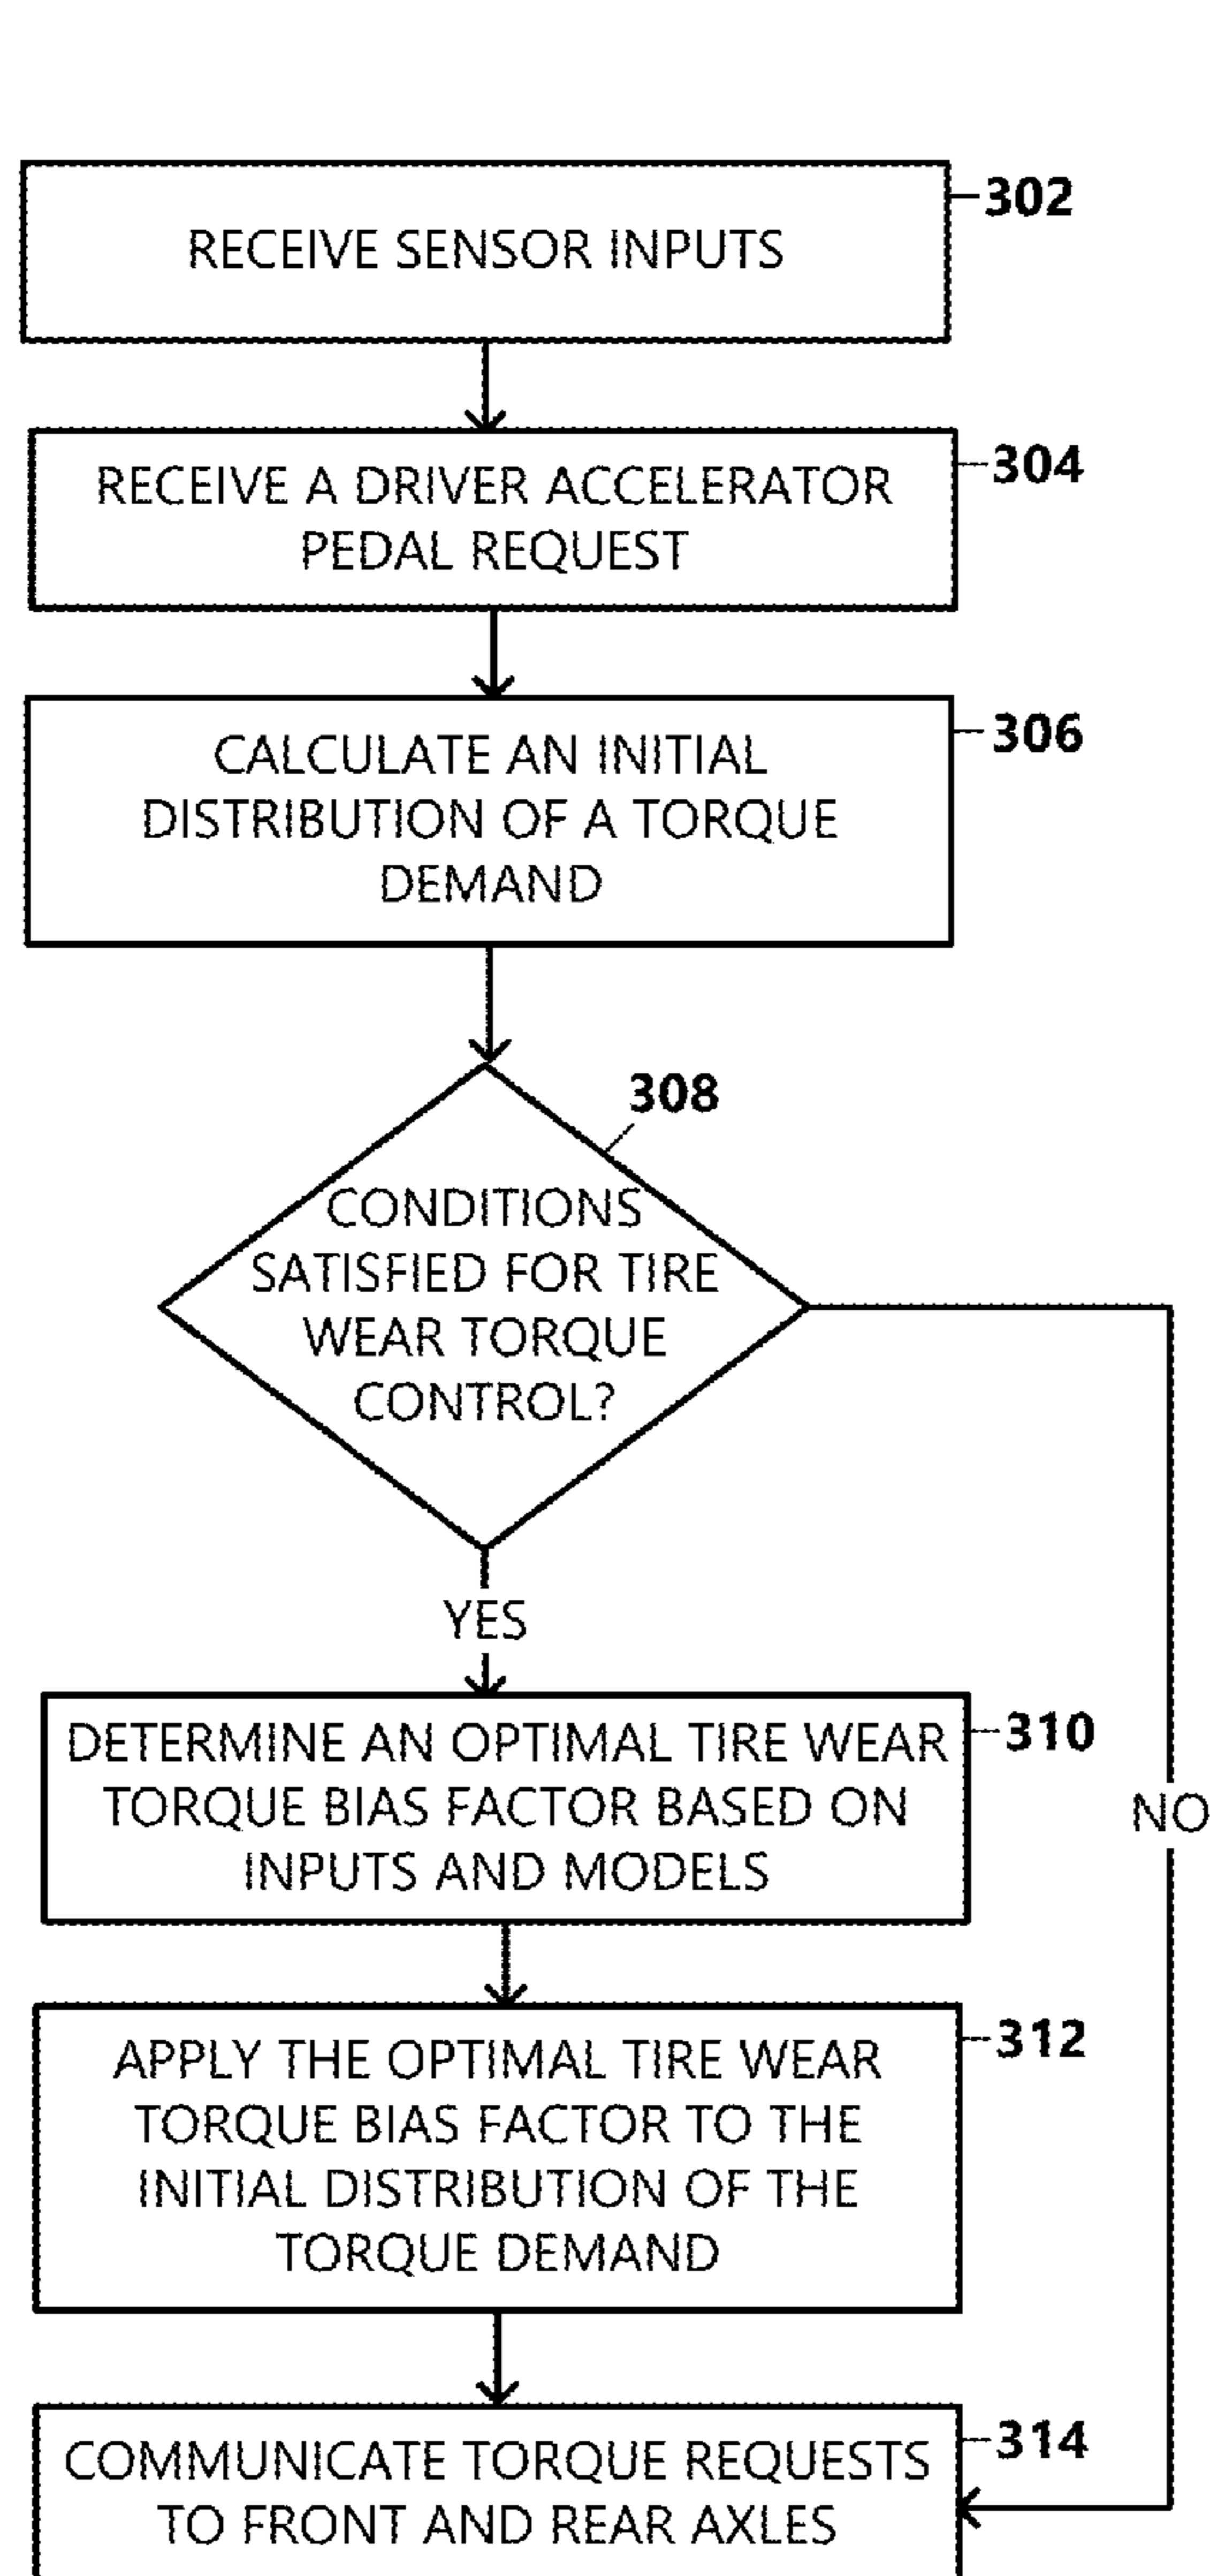 302
RECEIVE SENSOR INPUTS
304
RECEIVE A DRIVER ACCELERATOR
PEDAL REQUEST
306
CALCULATE AN INITIAL
DISTRIBUTION OF A TORQUE
DEMAND
308
CONDITIONS
SATISFIED FOR TIRE
WEAR TORQUE
CONTROL?
YES
310
DETERMINE AN OPTIMAL TIRE WEAR
TORQUE BIAS FACTOR BASED ON
INPUTS AND MODELS
NO
312
APPLY THE OPTIMAL TIRE WEAR
TORQUE BIAS FACTOR TO THE
INITIAL DISTRIBUTION OF THE
TORQUE DEMAND
314
COMMUNICATE TORQUE REQUESTS
TO FRONT AND REAR AXLES